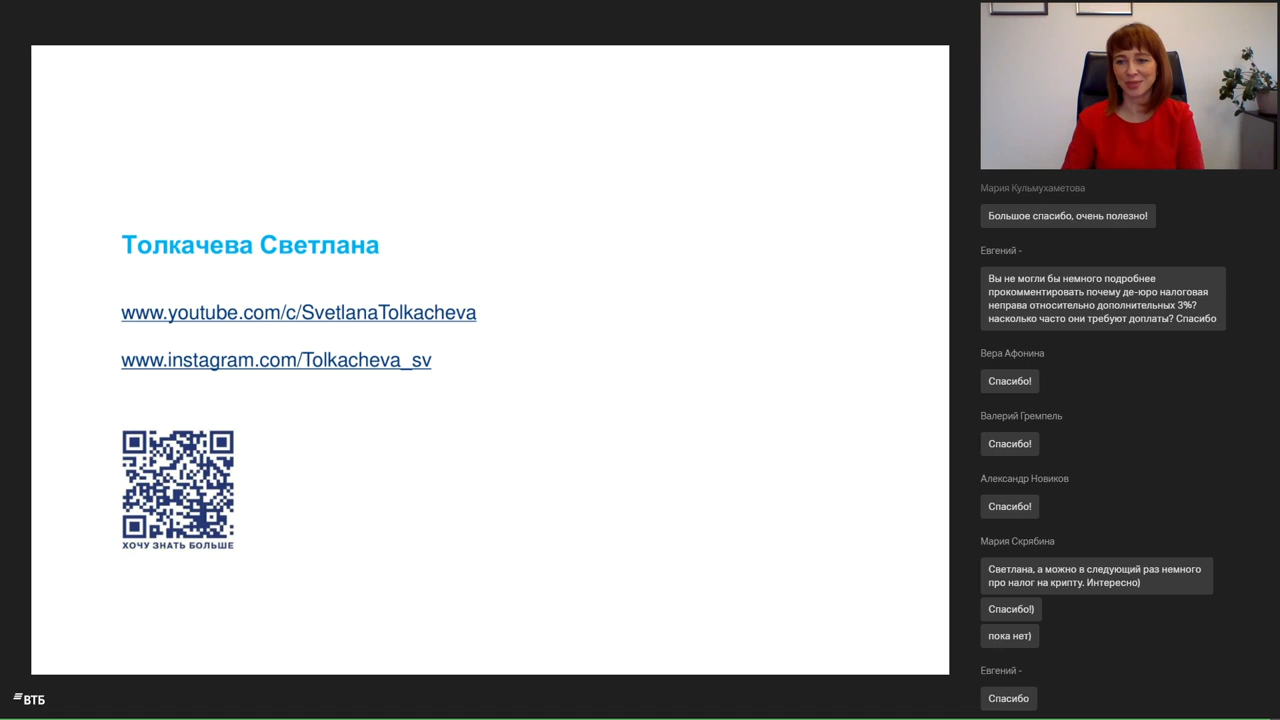 Толкачева Светлана
www.youtube.com/c/SvetlanaTolkacheva
www.instagram.com/Tolkacheva_sv
ХОЧУ ЗНАТЬ БОЛЬШЕ
ВТБ
Мария Кульмухаметова
Большое спасибо, очень полезно!
Евгений -
Вы не могли бы немного подробнее
прокомментировать почему де-юро налоговая
неправа относительно дополнительных 3%?
насколько часто они требуют доплаты? Спасибо
Вера Афонина
Спасибо!
Валерий Гремпель
Спасибо!
Александр Новиков
Спасибо!
Мария Скрябина
Светлана, а можно в следующий раз немного
про налог на крипту. Интересно)
Спасибо!)
пока нет)
Евгений -
Спасибо